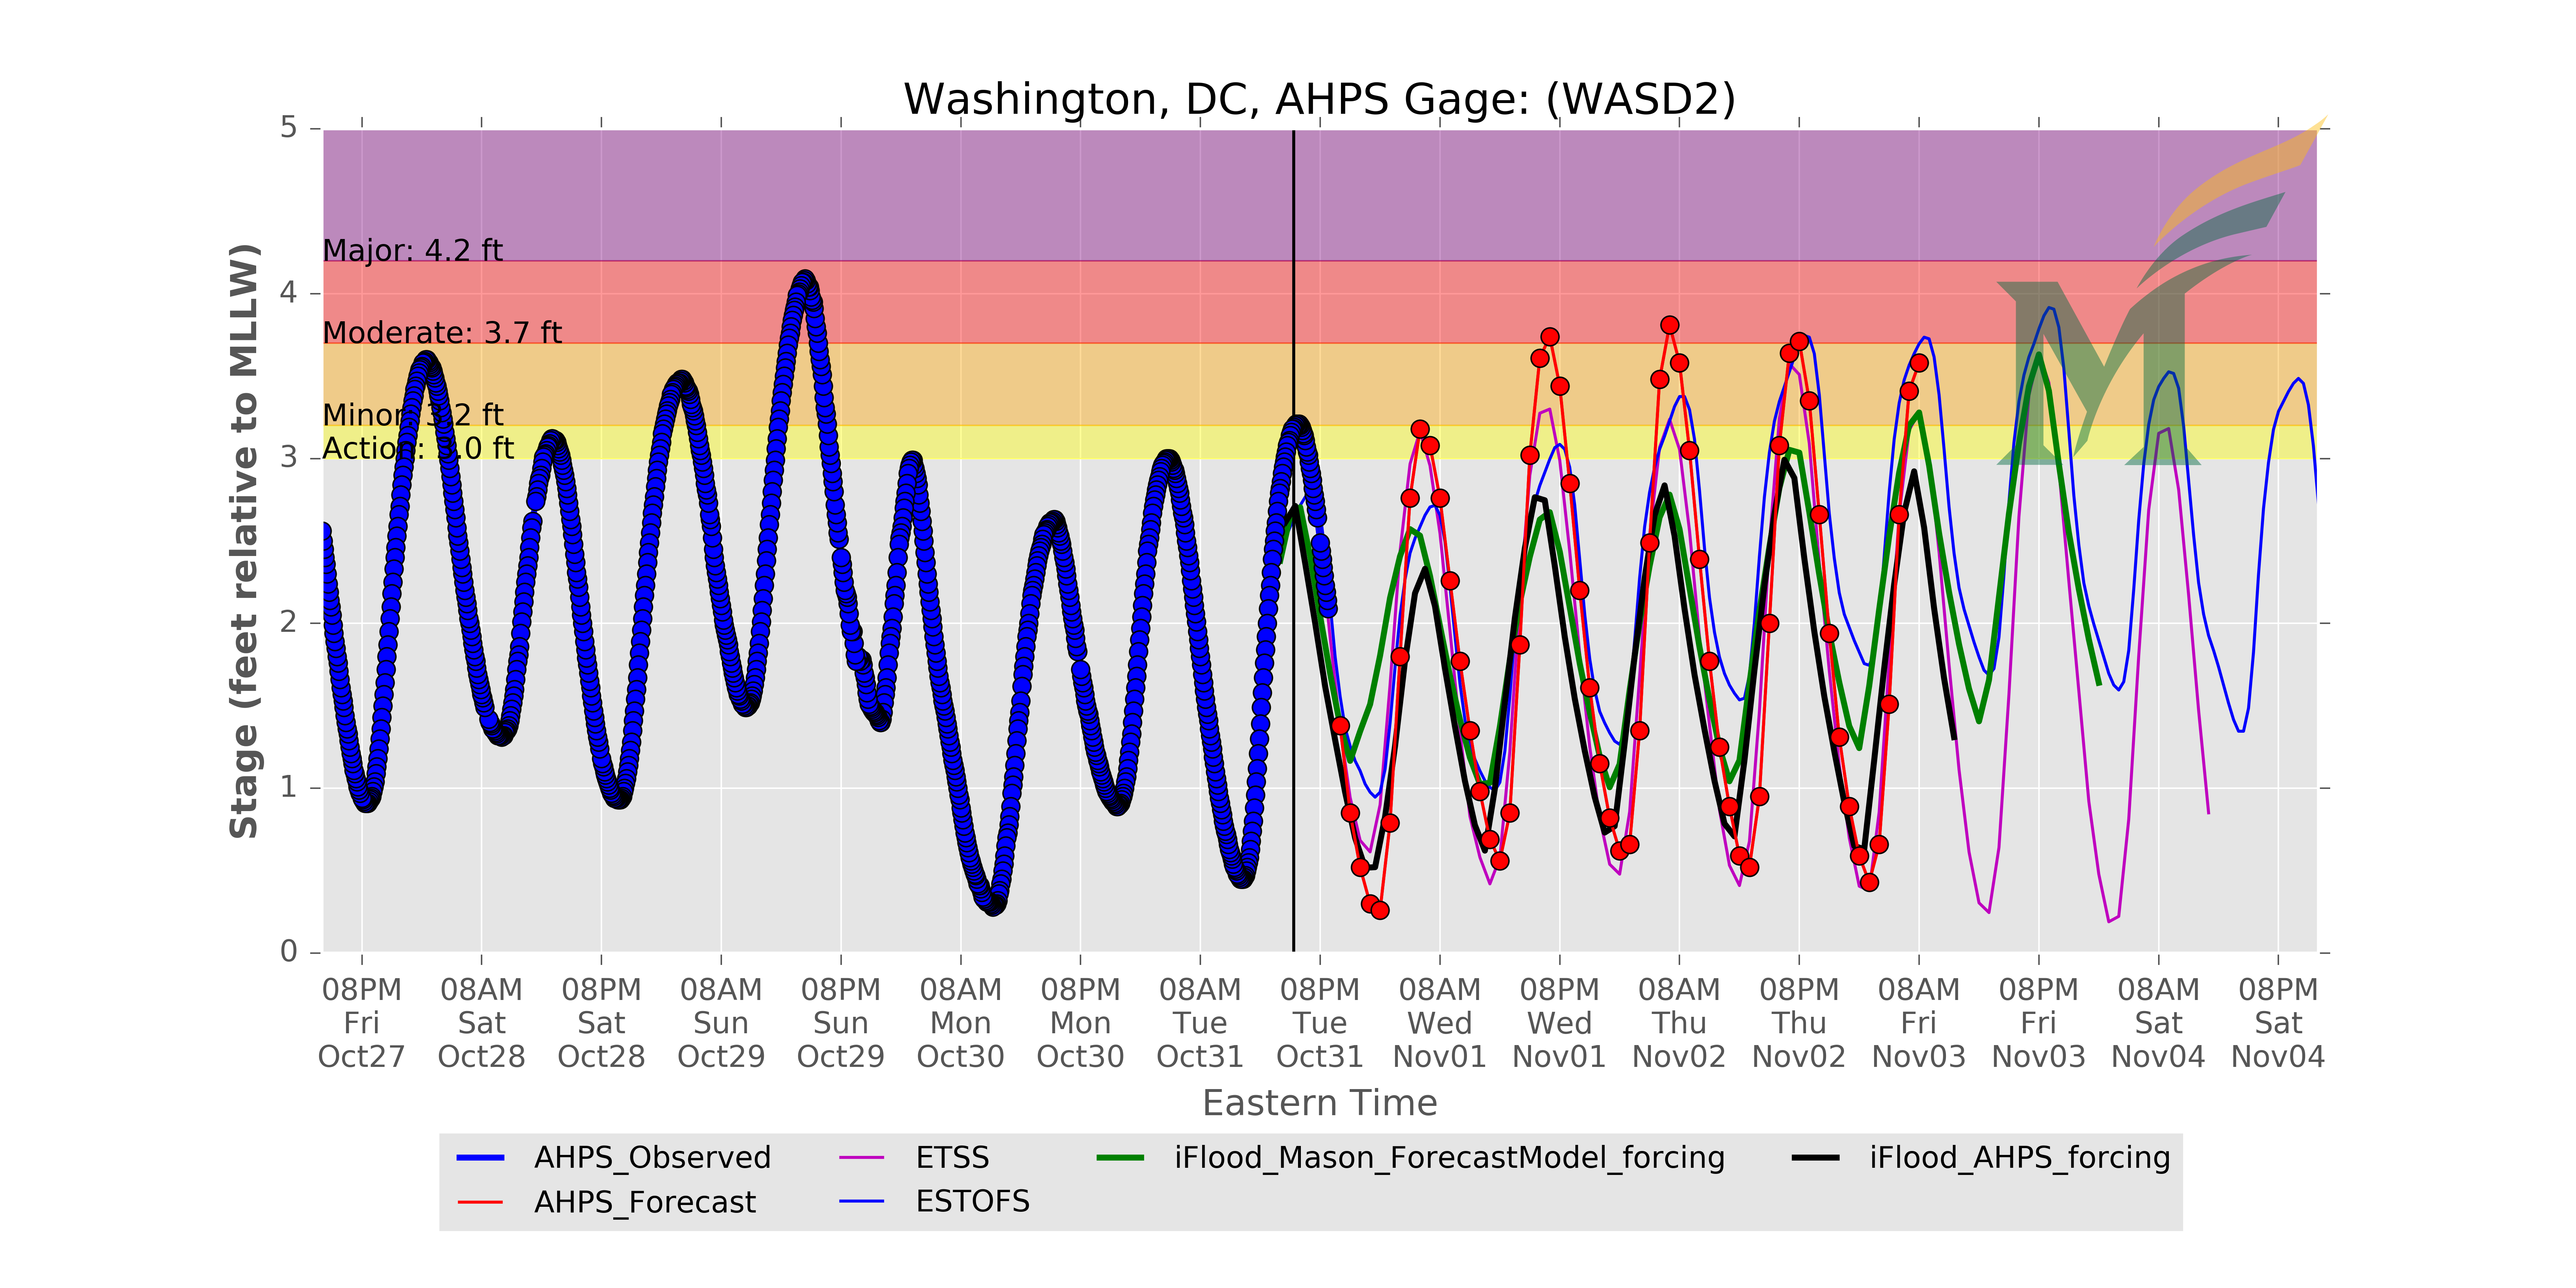 Washington, DC, AHPS Gage: (WASD2)
5
Major: 4.2 ft
4
Moderate: 3.7 ft
Minor: 3.2 ft
Action: 3.0 ft
3
2
1
0
Stage (feet relative to MLLW)
08PM 08AM 08PM 08AM 08PM 08AM 08PM 08AM 08PM 08AM 08PM 08AM 08PM 08AM 08PM 08AM 08PM
Fri Sat Sat Sun Sun Mon Mon Tue Tue Wed Wed Thu Thu Fri Fri Sat Sat
Oct27 Oct28 Oct28 Oct29 Oct29 Oct30 Oct30 Oct31 Oct31 Nov01 Nov01 Nov02 Nov02 Nov03 Nov03 Nov04 Nov04
Eastern Time
AHPS_Observed ETSS iFlood_Mason_ForecastModel_forcing iFlood_AHPS_forcing
AHPS_Forecast ESTOFS
M